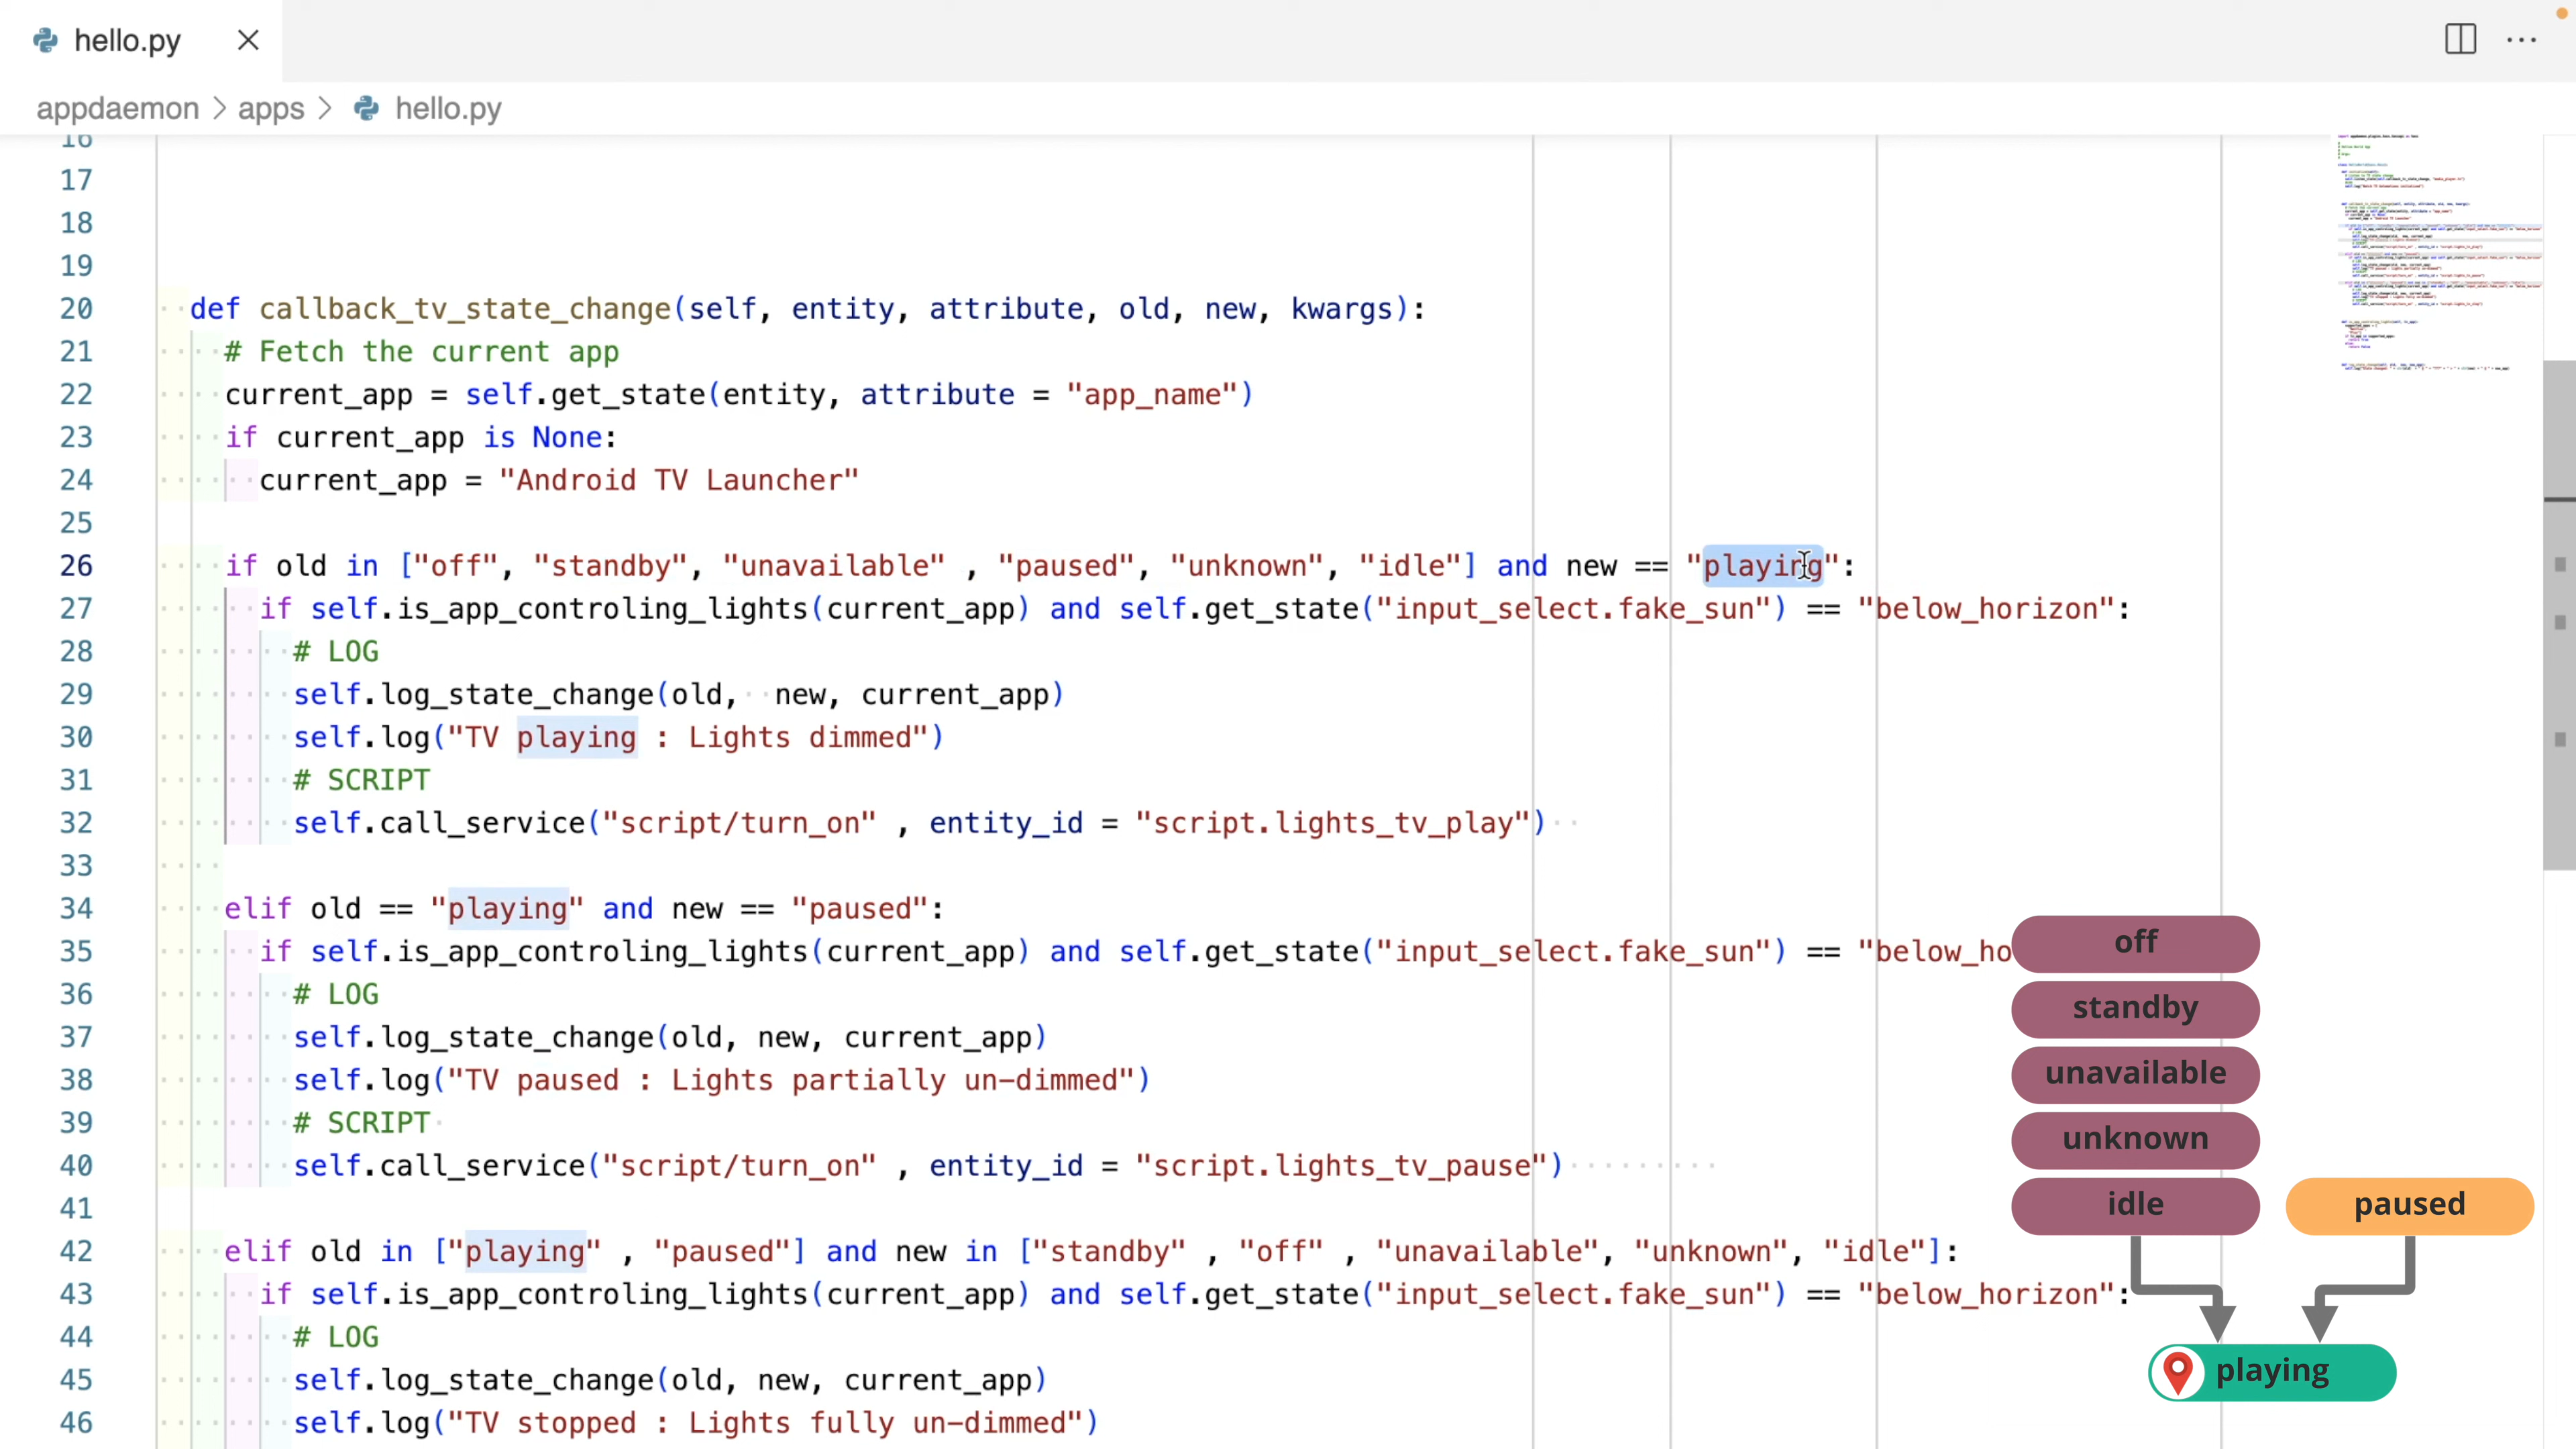 hello.py
appdaemon > apps > hello.py
16
17
18
19
20 def callback_tv_state_change(self, entity, attribute, old, new, kwargs):
21 # Fetch the current app
22 current_app = self.get_state(entity, attribute = "app_name")
23 if current_app is None:
24 current_app = "Android TV Launcher"
25
26 if old in ["off", "standby", "unavailable" , "paused", "unknown", "idle"] and new == "playing":
27 if self.is_app_controling_lights(current_app) and self.get_state("input_select.fake_sun") == "below_horizon":
28 # LOG
29 self.log_state_change(old,  new, current_app)
30 self.log("TV playing : Lights dimmed")
31 # SCRIPT
32 self.call_service("script/turn_on" , entity_id = "script.lights_tv_play")
33
34 elif old == "playing" and new == "paused":
35 if self.is_app_controling_lights(current_app) and self.get_state("input_select.fake_sun") == "below_ho
36 # LOG
37 self.log_state_change(old, new, current_app)
38 self.log("TV paused : Lights partially un-dimmed")
39 # SCRIPT
40 self.call_service("script/turn_on" , entity_id = "script.lights_tv_pause")
41
42 elif old in ["playing" , "paused"] and new in ["standby" , "off" , "unavailable", "unknown", "idle"]:
43 if self.is_app_controling_lights(current_app) and self.get_state("input_select.fake_sun") == "below_horizon":
44 # LOG
45 self.log_state_change(old, new, current_app)
46 self.log("TV stopped : Lights fully un-dimmed")
off
standby
unavailable
unknown
idle
paused
playing